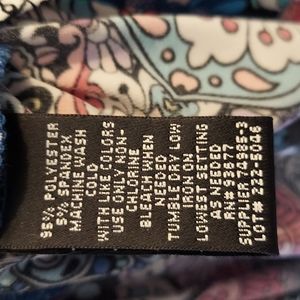 95% POLYESTER
5% SPANDEX
MACHINE WASH
COLD
WITH LIKE COLORS
USE ONLY NON-
CHLORINE
BLEACH WHEN
NEEDED
TUMBLE DRY LOW
IRON ON
LOWEST SETTING
AS NEEDED
RN# 93677
SUPPLIER 74985-3
LOT# 222-5046